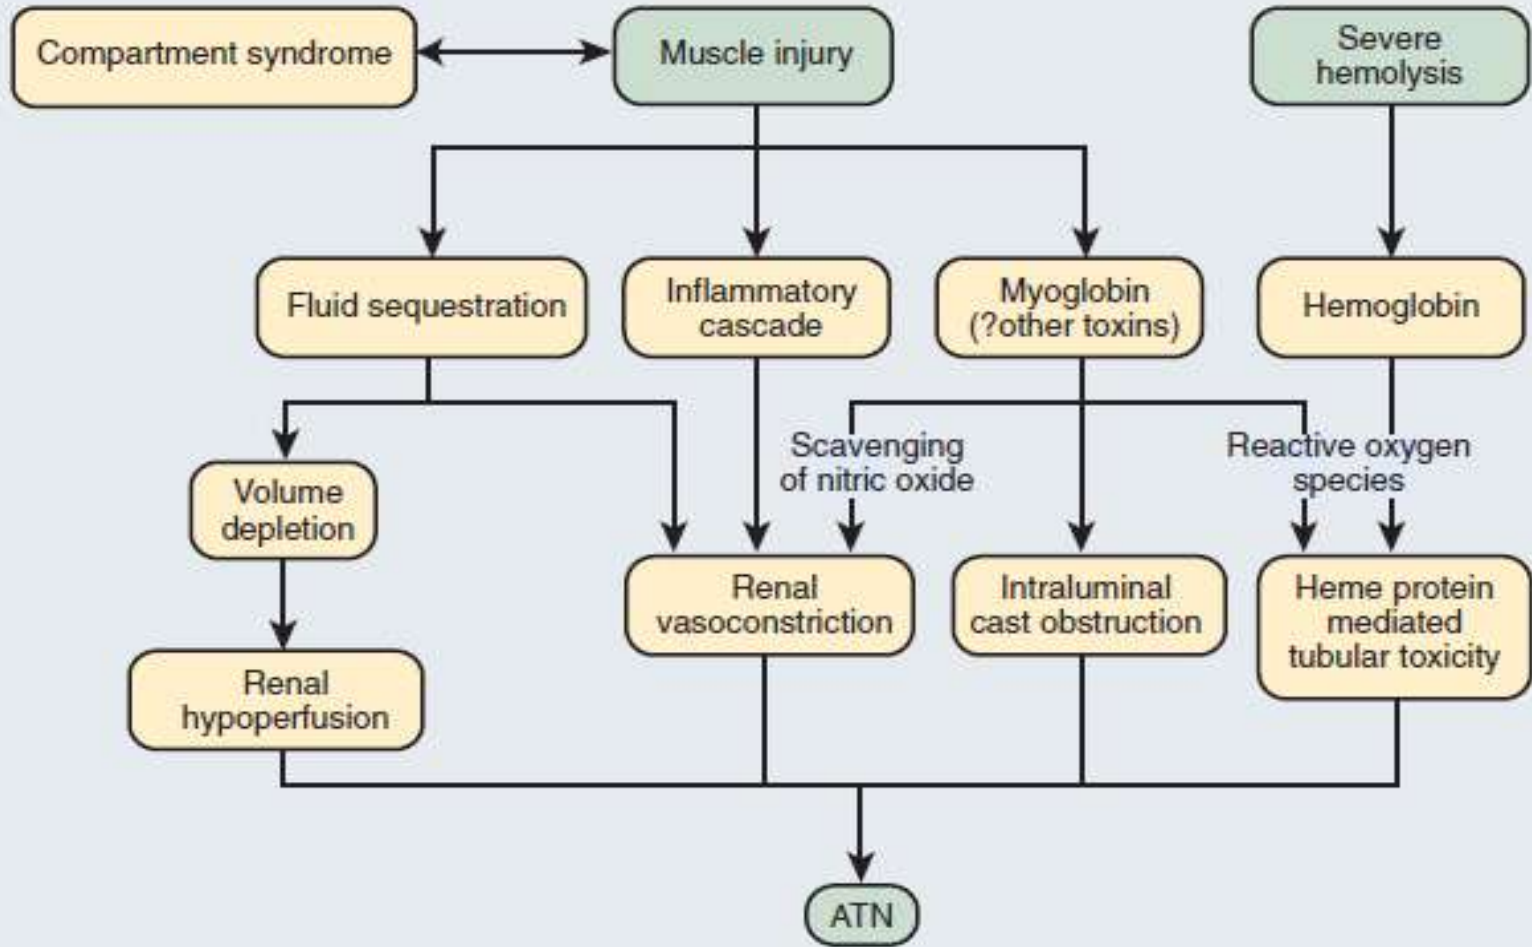 Compartment syndrome
Muscle injury
Severe
hemolysis
Fluid sequestration
Inflammatory
cascade
Myoglobin
(?other toxins)
Hemoglobin
Scavenging
of nitric oxide
Reactive oxygen
species
Volume
depletion
Renal
vasoconstriction
Intraluminal
cast obstruction
Heme protein
mediated
tubular toxicity
Renal
hypoperfusion
ATN